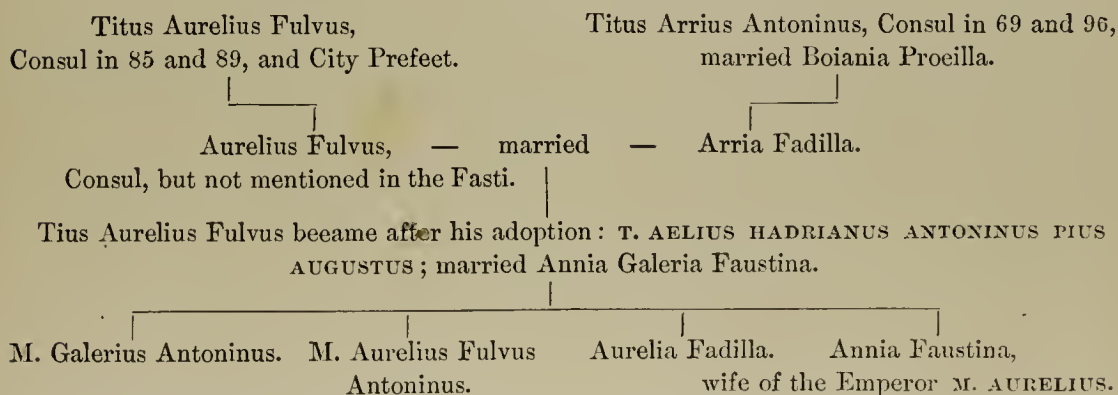 Titus Aurelius Fulvus,
Consul in 85 and 89, and City Prefeet.
Titus Arrius Antoninus, Consul in 69 and 96,
married Boiania Proeilla.
Aurelius Fulvus, — married — Arria Fadilla.
Consul, but not mentioned in the Fasti.
Tius Aurelius Fulvus beeame after his adoption: T. AELIUS HADRIANUS ANTONINUS PIUS
AUGUSTUS; married Annia Galeria Faustina.
M. Galerius Antoninus. M. Aurelius Fulvus Aurelia Fadilla. Annia Faustina,
Antoninus. wife of the Emperor M. AURELIUS.